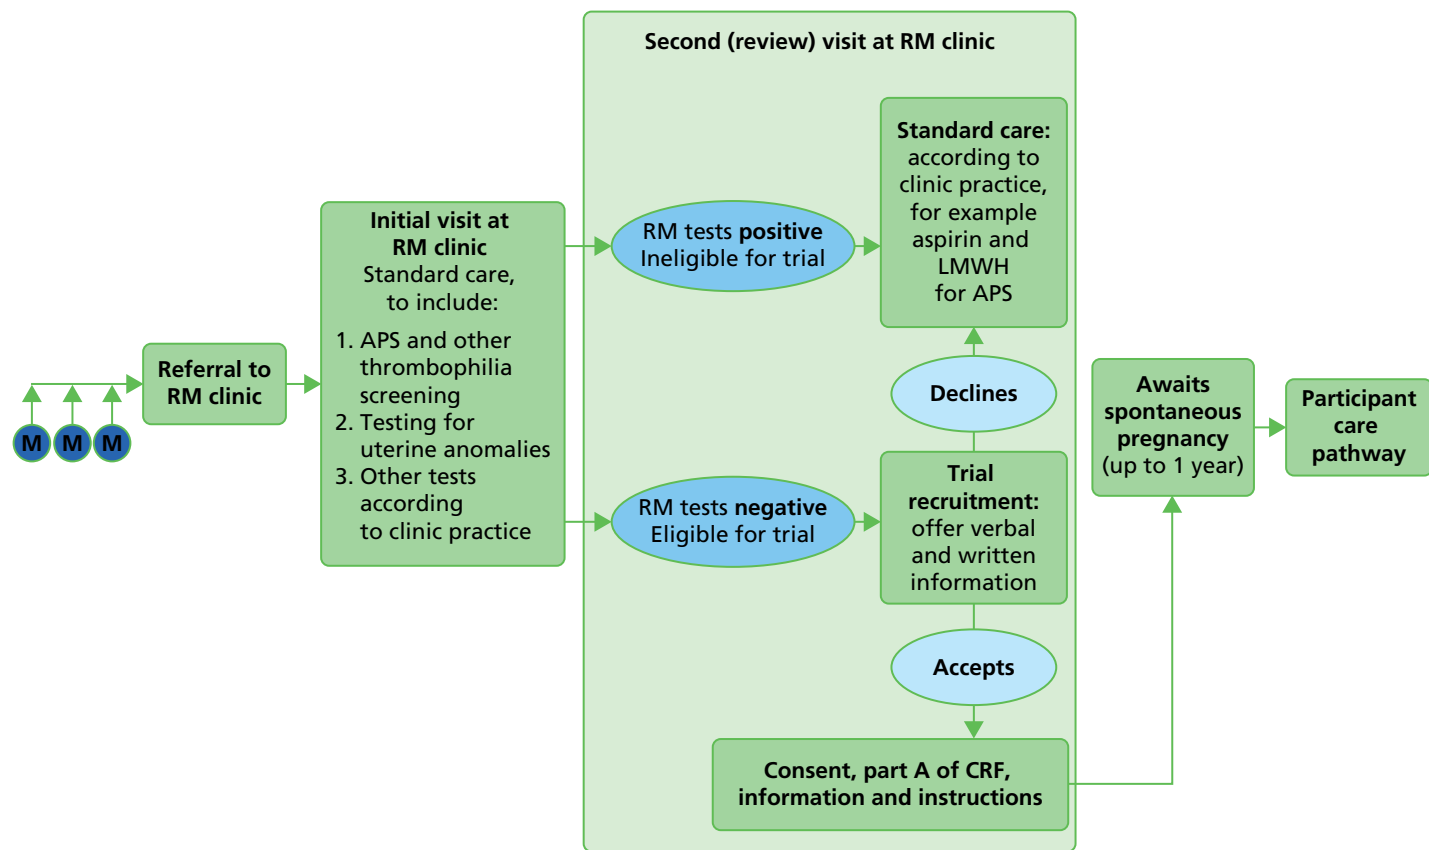 M
M
M
Referral to
RM clinic
Initial visit at
RM clinic
Standard care,
to include:
1. APS and other
thrombophilia
screening
2. Testing for
uterine anomalies
3. Other tests
according
to clinic practice
Second (review) visit at RM clinic
RM tests positive
Ineligible for trial
Standard care:
according to
clinic practice,
for example
aspirin and
LMWH
for APS
Declines
RM tests negative
Eligible for trial
Trial
recruitment:
offer verbal
and written
information
Accepts
Consent, part A of CRF,
information and instructions
Awaits
spontaneous
pregnancy
(up to 1 year)
Participant
care
pathway